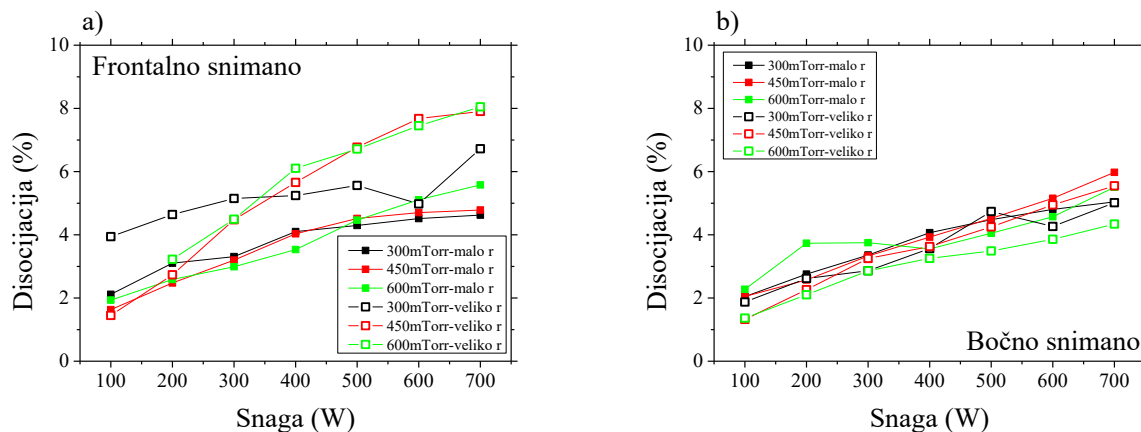 a)
Frontalno snimano
Disocijacija (%)
10
8
6
4
2
0
300mTorr-malo r
450mTorr-malo r
600mTorr-malo r
300mTorr-veliko r
450mTorr-veliko r
600mTorr-veliko r
100 200 300 400 500 600 700
Snaga (W)
b)
Disocijacija (%)
10
8
6
4
2
0
300mTorr-malo r
450mTorr-malo r
600mTorr-malo r
300mTorr-veliko r
450mTorr-veliko r
600mTorr-veliko r
Bočno snimano
100 200 300 400 500 600 700
Snaga (W)